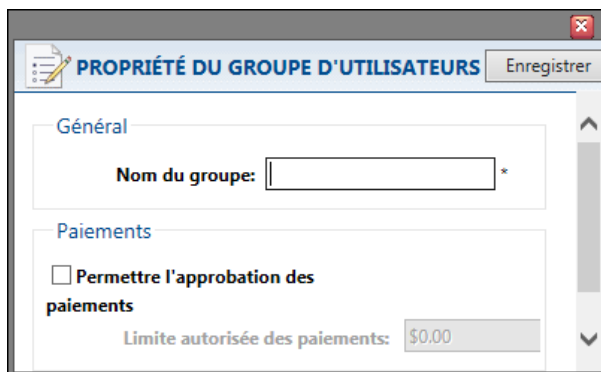 PROPRIÉTÉ DU GROUPE D'UTILISATEURS Enregistrer
Général
Nom du groupe: *
Paiements
Permettre l'approbation des
paiements
Limite autorisée des paiements: $0.00